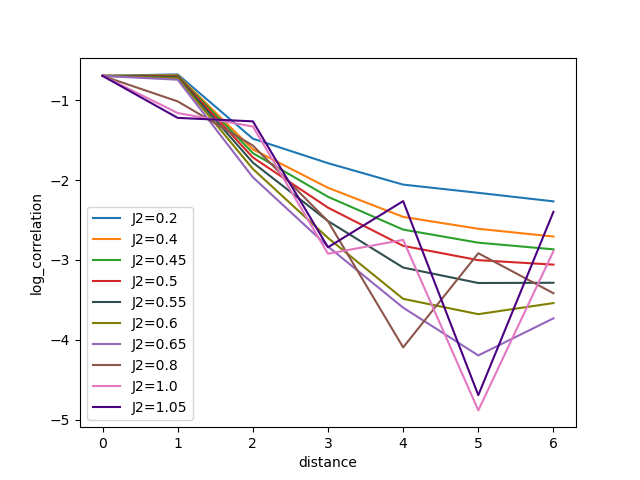 −1
−2
−3
−4
−5
log_correlation
J2=0.2
J2=0.4
J2=0.45
J2=0.5
J2=0.55
J2=0.6
J2=0.65
J2=0.8
J2=1.0
J2=1.05
0 1 2 3 4 5 6
distance